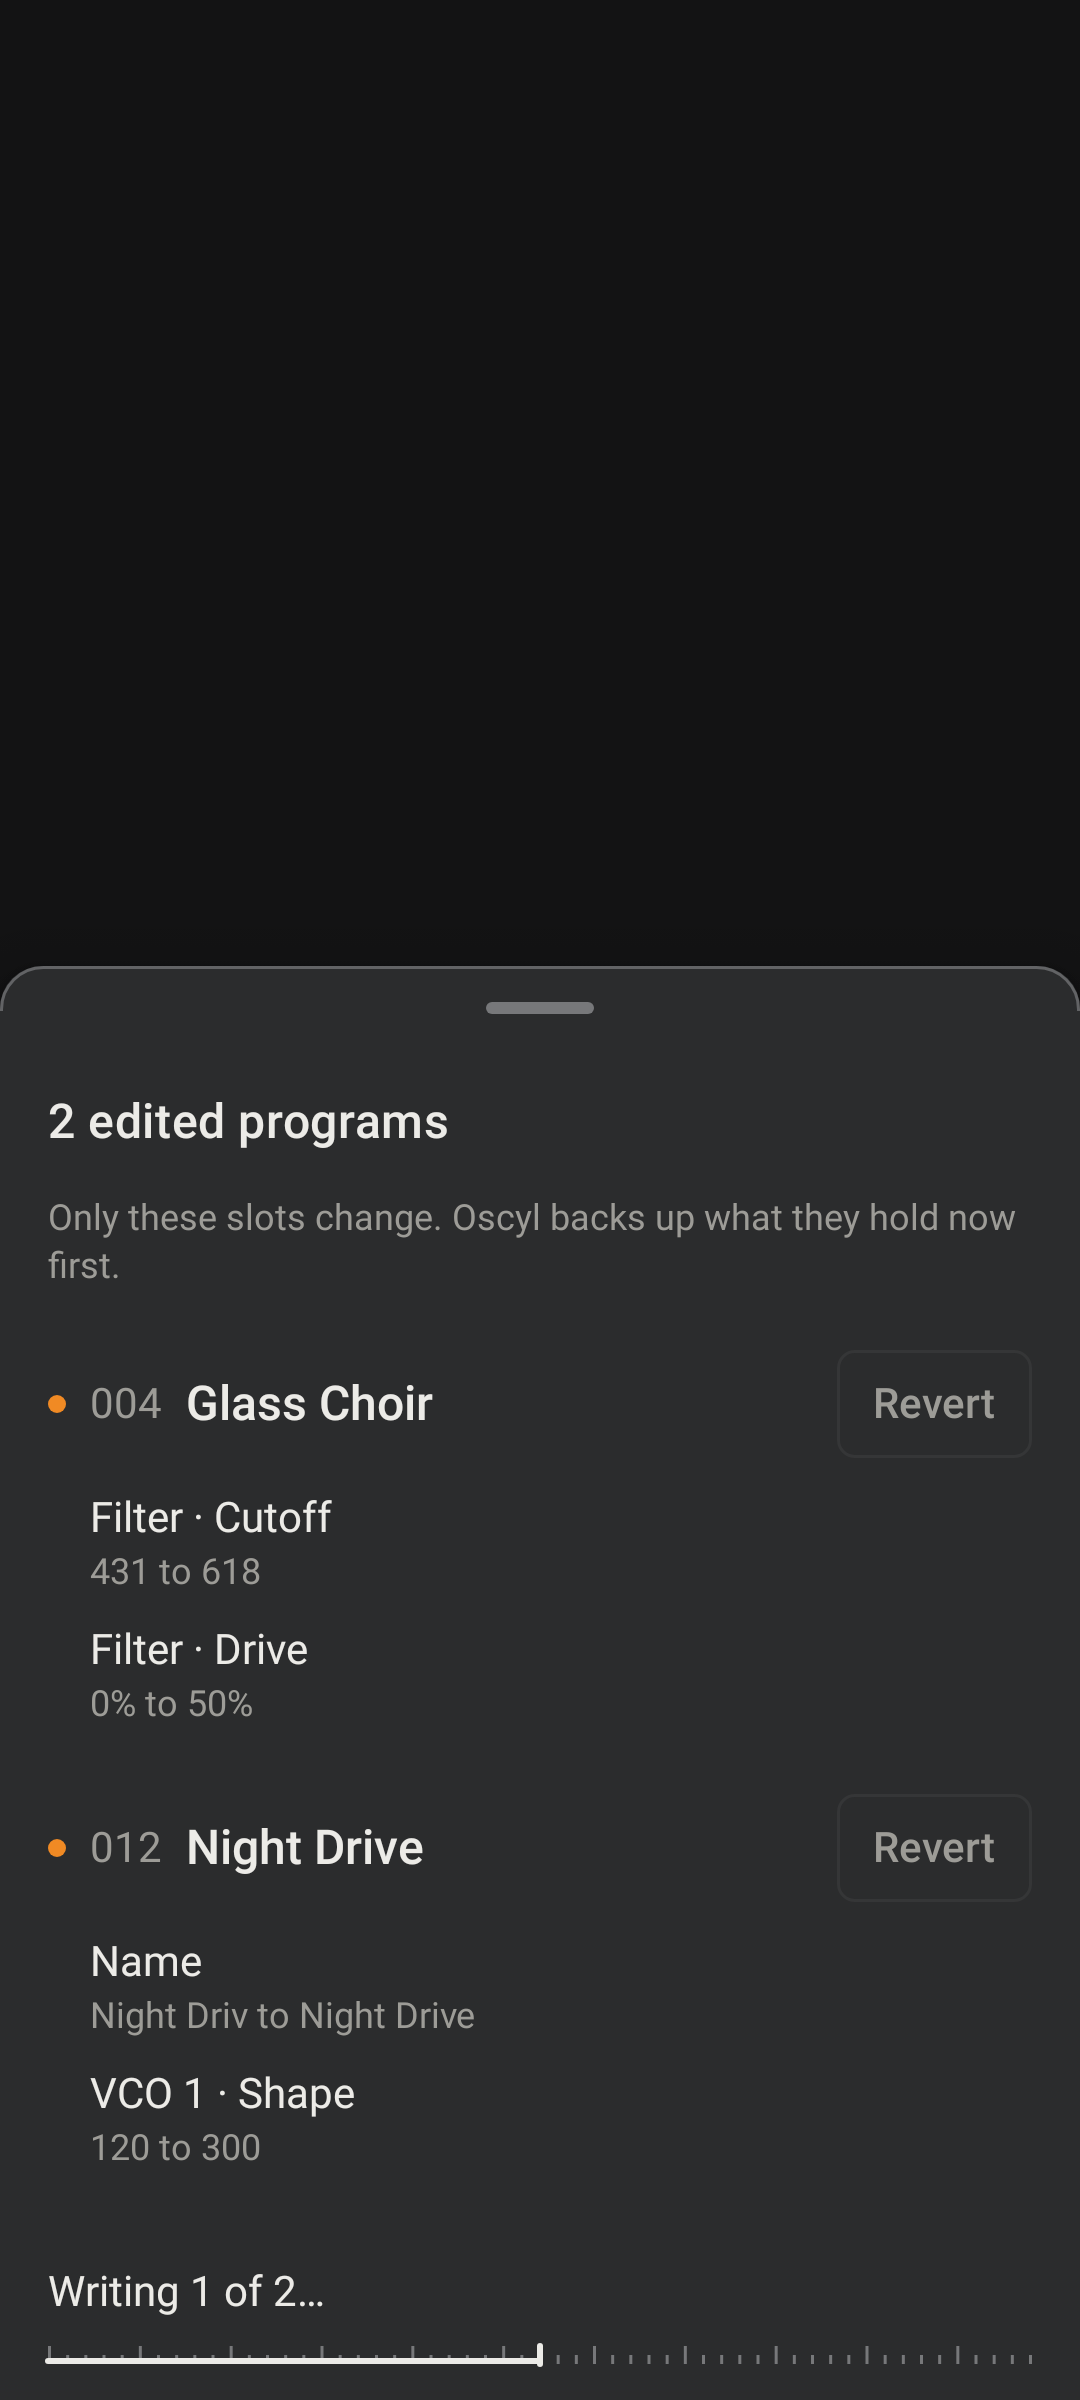 2 edited programs
Only these slots change. Oscyl backs up what they hold now
first.
004 Glass Choir Revert
Filter · Cutoff
431 to 618
Filter · Drive
0% to 50%
012 Night Drive Revert
Name
Night Driv to Night Drive
VCO 1 · Shape
120 to 300
Writing 1 of 2…